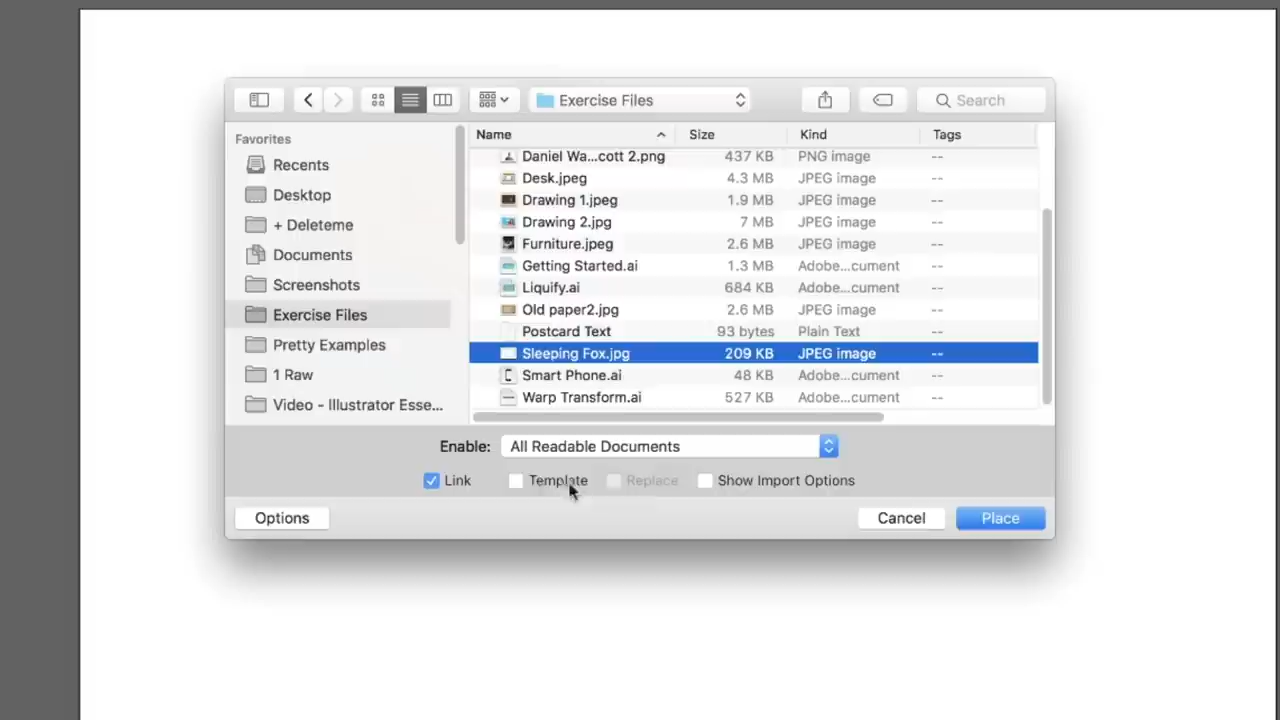 Exercise Files
Search
Favorites
Recents
Desktop
+ Deleteme
Documents
Screenshots
Exercise Files
Pretty Examples
1 Raw
Video - Illustrator Esse...
Name Size Kind Tags
Daniel Wa...cott 2.png 437 KB PNG image --
Desk.jpeg 4.3 MB JPEG image --
Drawing 1.jpeg 1.9 MB JPEG image --
Drawing 2.jpg 7 MB JPEG image --
Furniture.jpeg 2.6 MB JPEG image --
Getting Started.ai 1.3 MB Adobe...cument --
Liquify.ai 684 KB Adobe...cument --
Old paper2.jpg 2.6 MB JPEG image --
Postcard Text 93 bytes Plain Text --
Sleeping Fox.jpg 209 KB JPEG image --
Smart Phone.ai 48 KB Adobe...cument --
Warp Transform.ai 527 KB Adobe...cument --
Enable: All Readable Documents
Link Template Replace Show Import Options
Options Cancel Place